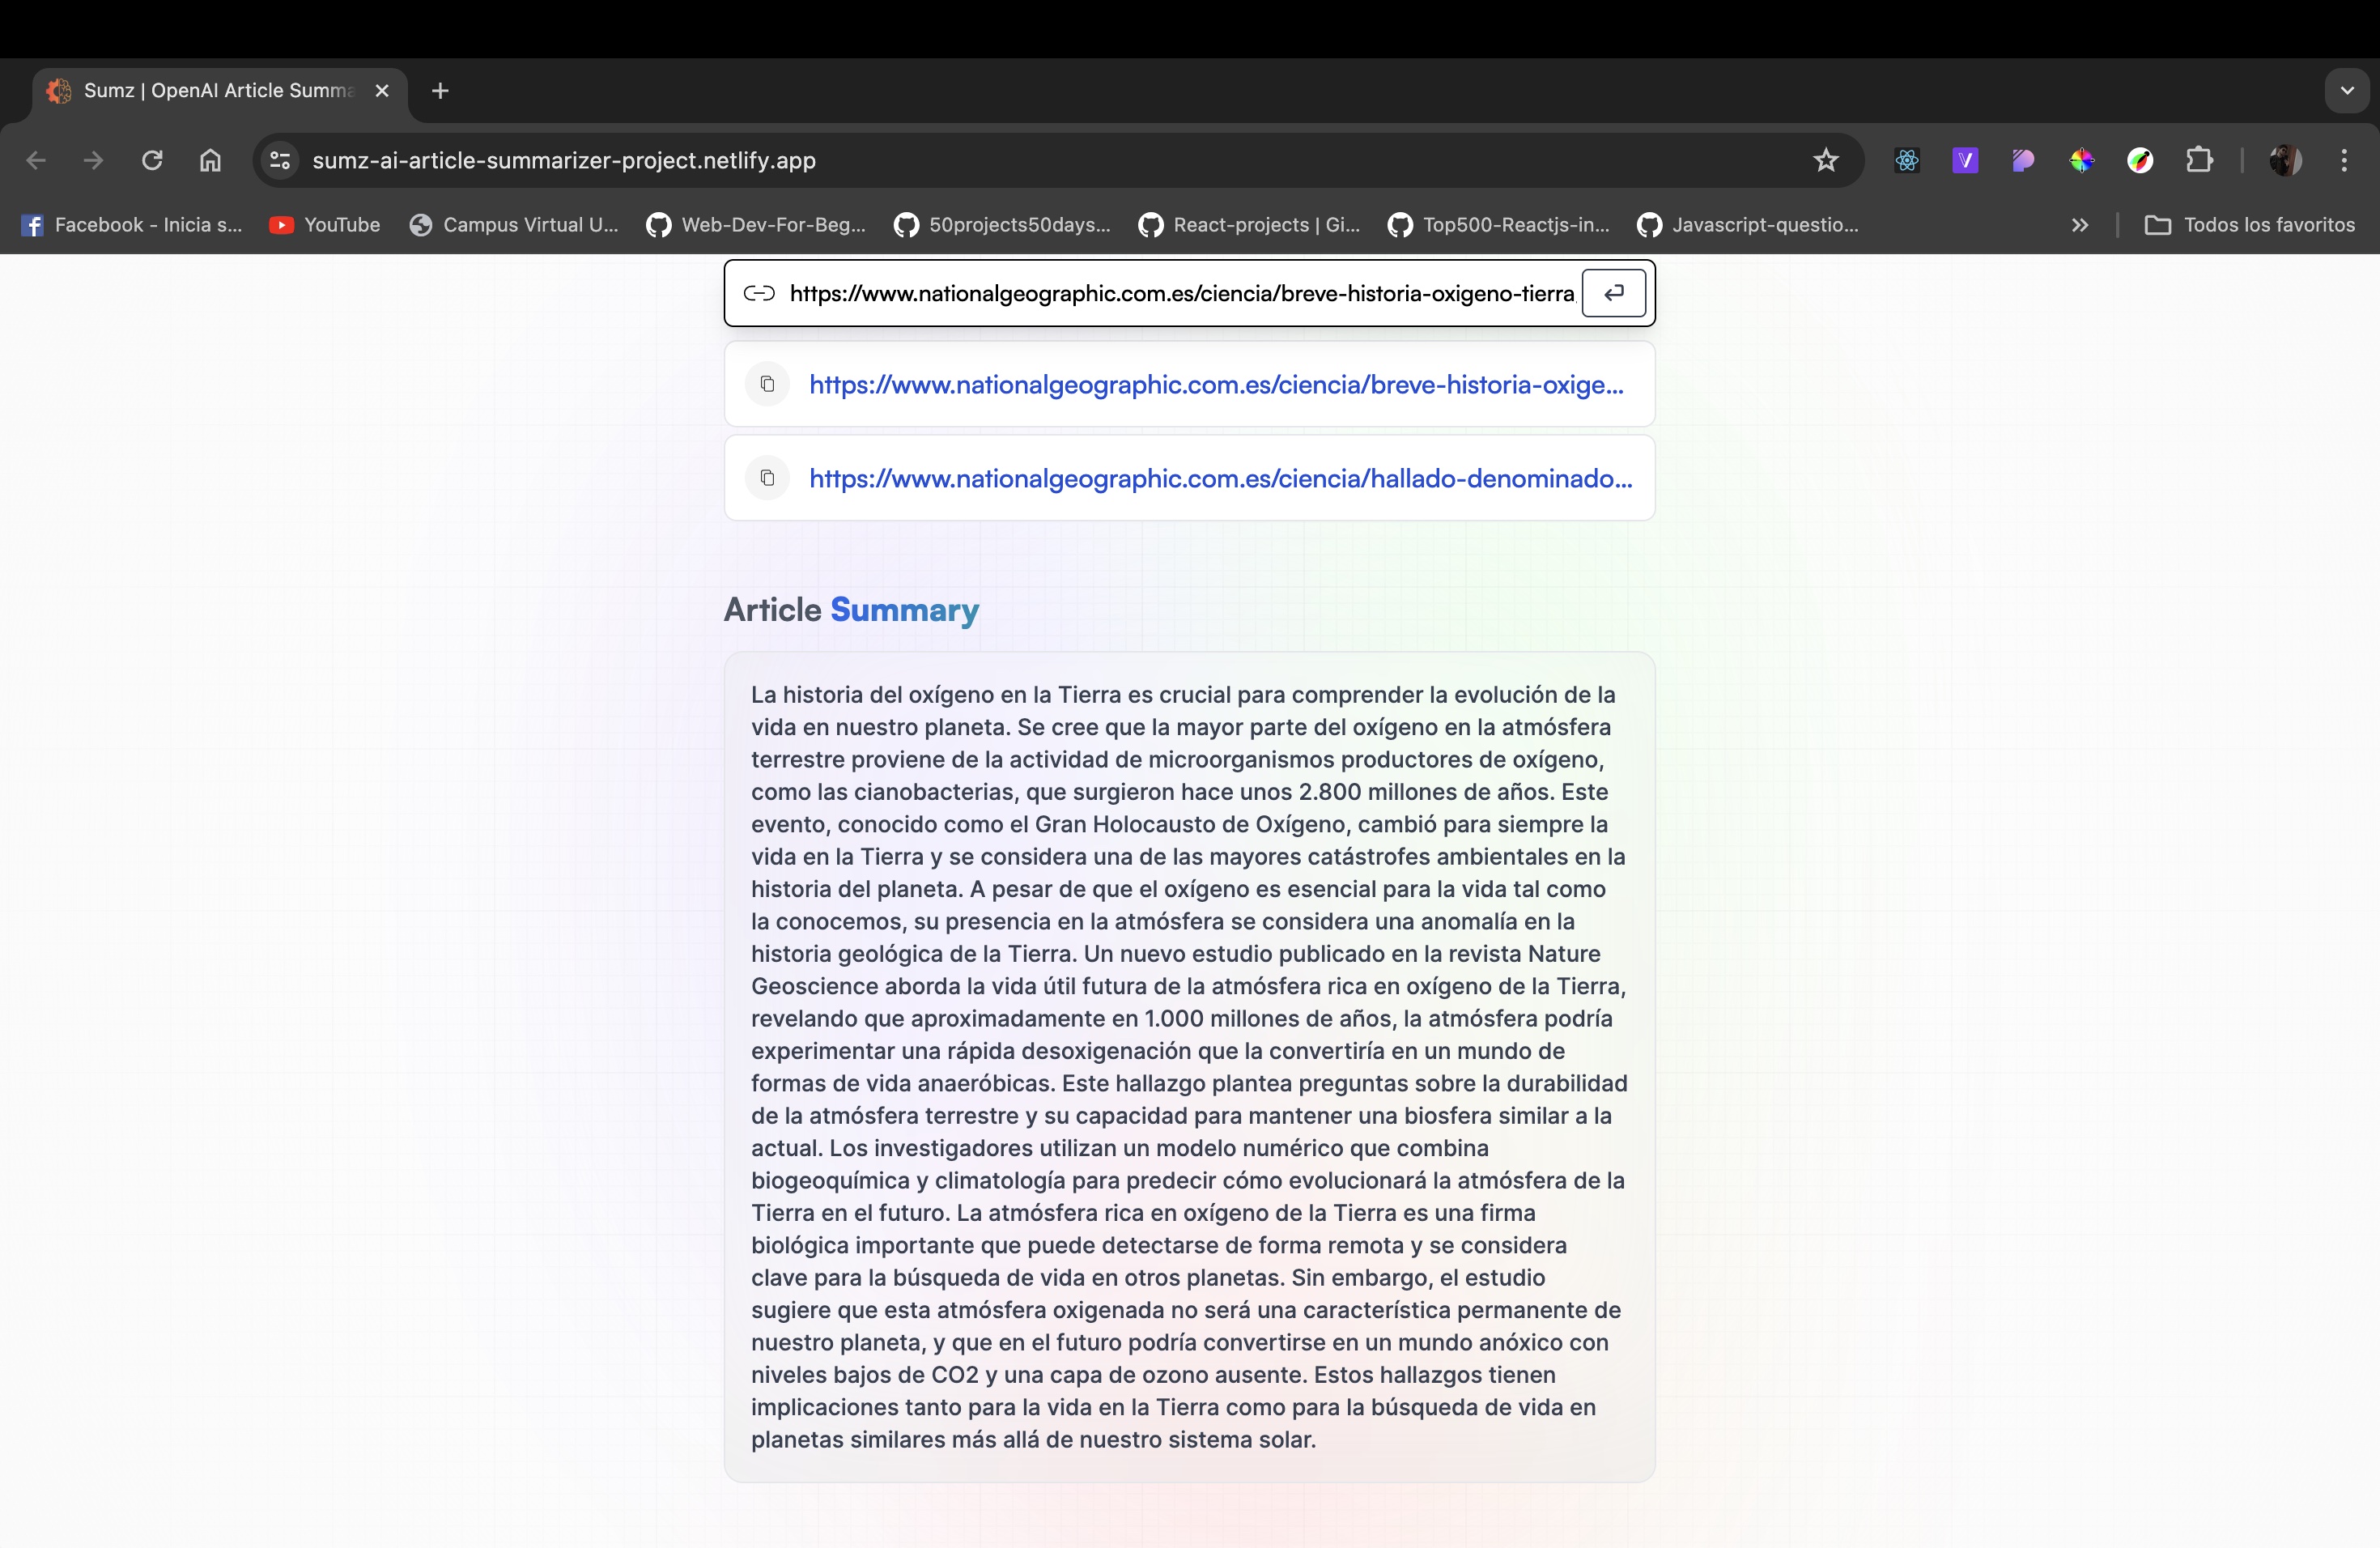 Sumz | OpenAI Article Summa
sumz-ai-article-summarizer-project.netlify.app
Facebook - Inicia s... YouTube Campus Virtual U... Web-Dev-For-Beg... 50projects50days... React-projects | Gi... Top500-Reactjs-in... Javascript-questio... Todos los favoritos
https://www.nationalgeographic.com.es/ciencia/breve-historia-oxigeno-tierra
https://www.nationalgeographic.com.es/ciencia/breve-historia-oxige...
https://www.nationalgeographic.com.es/ciencia/hallado-denominado...
Article Summary
La historia del oxígeno en la Tierra es crucial para comprender la evolución de la
vida en nuestro planeta. Se cree que la mayor parte del oxígeno en la atmósfera
terrestre proviene de la actividad de microorganismos productores de oxígeno,
como las cianobacterias, que surgieron hace unos 2.800 millones de años. Este
evento, conocido como el Gran Holocausto de Oxígeno, cambió para siempre la
vida en la Tierra y se considera una de las mayores catástrofes ambientales en la
historia del planeta. A pesar de que el oxígeno es esencial para la vida tal como
la conocemos, su presencia en la atmósfera se considera una anomalía en la
historia geológica de la Tierra. Un nuevo estudio publicado en la revista Nature
Geoscience aborda la vida útil futura de la atmósfera rica en oxígeno de la Tierra,
revelando que aproximadamente en 1.000 millones de años, la atmósfera podría
experimentar una rápida desoxigenación que la convertiría en un mundo de
formas de vida anaeróbicas. Este hallazgo plantea preguntas sobre la durabilidad
de la atmósfera terrestre y su capacidad para mantener una biosfera similar a la
actual. Los investigadores utilizan un modelo numérico que combina
biogeoquímica y climatología para predecir cómo evolucionará la atmósfera de la
Tierra en el futuro. La atmósfera rica en oxígeno de la Tierra es una firma
biológica importante que puede detectarse de forma remota y se considera
clave para la búsqueda de vida en otros planetas. Sin embargo, el estudio
sugiere que esta atmósfera oxigenada no será una característica permanente de
nuestro planeta, y que en el futuro podría convertirse en un mundo anóxico con
niveles bajos de CO2 y una capa de ozono ausente. Estos hallazgos tienen
implicaciones tanto para la vida en la Tierra como para la búsqueda de vida en
planetas similares más allá de nuestro sistema solar.